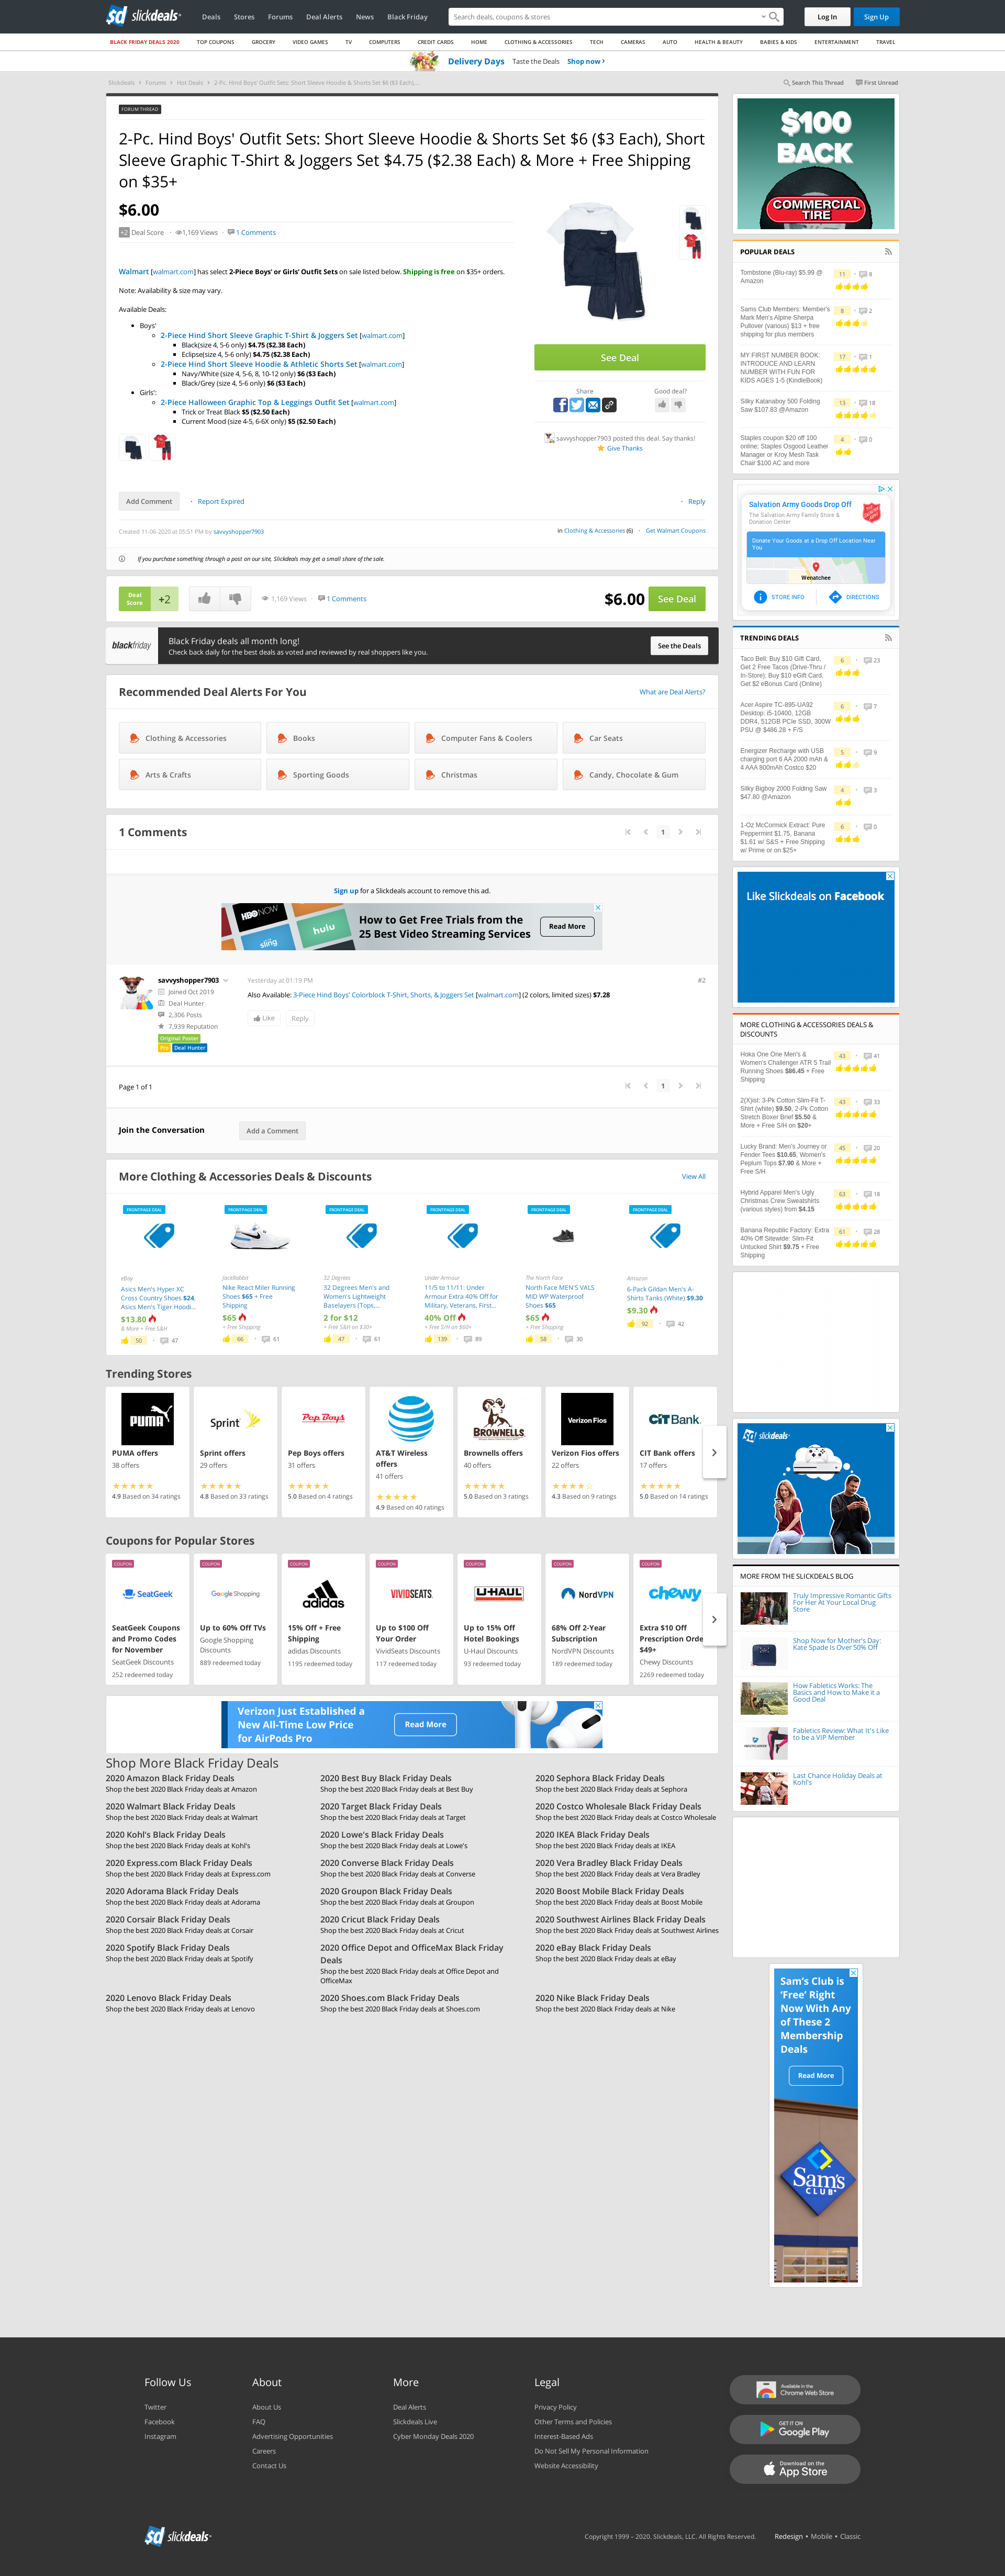 slickdeals
Deals
Stores
Forums
Deal Alerts
News
Black Friday
Search deals, coupons & stores
Log In
Sign Up
BLACK FRIDAY DEALS 2020
TOP COUPONS
GROCERY
VIDEO GAMES
TV
COMPUTERS
CREDIT CARDS
HOME
CLOTHING & ACCESSORIES
TECH
CAMERAS
AUTO
HEALTH & BEAUTY
BABIES & KIDS
ENTERTAINMENT
TRAVEL
Delivery Days Taste the Deals Shop now
Slickdeals Forums Hot Deals 2-Pc. Hind Boys' Outfit Sets: Short Sleeve Hoodie & Shorts Set $6 ($3 Each),...
Search This Thread
First Unread
FORUM THREAD
2-Pc. Hind Boys' Outfit Sets: Short Sleeve Hoodie & Shorts Set $6 ($3 Each), Short
Sleeve Graphic T-Shirt & Joggers Set $4.75 ($2.38 Each) & More + Free Shipping
on $35+
$6.00
+2 Deal Score · 1,169 Views · 1 Comments
Walmart [walmart.com] has select 2-Piece Boys' or Girls' Outfit Sets on sale listed below. Shipping is free on $35+ orders.
Note: Availability & size may vary.
Available Deals:
Boys'
2-Piece Hind Short Sleeve Graphic T-Shirt & Joggers Set [walmart.com]
Black(size 4, 5-6 only) $4.75 ($2.38 Each)
Eclipse(size 4, 5-6 only) $4.75 ($2.38 Each)
2-Piece Hind Short Sleeve Hoodie & Athletic Shorts Set [walmart.com]
Navy/White (size 4, 5-6, 8, 10-12 only) $6 ($3 Each)
Black/Grey (size 4, 5-6 only) $6 ($3 Each)
Girls':
2-Piece Halloween Graphic Top & Leggings Outfit Set [walmart.com]
Trick or Treat Black $5 ($2.50 Each)
Current Mood (size 4-5, 6-6X only) $5 ($2.50 Each)
See Deal
Share
Good deal?
savvyshopper7903 posted this deal. Say thanks!
Give Thanks
Add Comment · Report Expired
· Reply
Created 11-06-2020 at 05:51 PM by savvyshopper7903
in Clothing & Accessories (6) · Get Walmart Coupons
If you purchase something through a post on our site, Slickdeals may get a small share of the sale.
Deal
Score
+2
1,169 Views · 1 Comments
$6.00
See Deal
blackfriday
Black Friday deals all month long!
Check back daily for the best deals as voted and reviewed by real shoppers like you.
See the Deals
Recommended Deal Alerts For You
What are Deal Alerts?
Clothing & Accessories
Books
Computer Fans & Coolers
Car Seats
Arts & Crafts
Sporting Goods
Christmas
Candy, Chocolate & Gum
1 Comments
1
Sign up for a Slickdeals account to remove this ad.
HBO NOW
sling
hulu
How to Get Free Trials from the
25 Best Video Streaming Services
Read More
savvyshopper7903
Joined Oct 2019
Deal Hunter
2,306 Posts
7,939 Reputation
Original Poster
Pro
Deal Hunter
Yesterday at 01:19 PM
#2
Also Available: 3-Piece Hind Boys' Colorblock T-Shirt, Shorts, & Joggers Set [walmart.com] (2 colors, limited sizes) $7.28
Like
Reply
Page 1 of 1
1
Join the Conversation
Add a Comment
More Clothing & Accessories Deals & Discounts
View All
FRONTPAGE DEAL
eBay
Asics Men's Hyper XC
Cross Country Shoes $24,
Asics Men's Tiger Hoodi...
$13.80
& More + Free S&H
50 · 47
FRONTPAGE DEAL
JackRabbit
Nike React Miler Running
Shoes $65 + Free
Shipping
$65
+ Free Shipping
66 · 61
FRONTPAGE DEAL
32 Degrees
32 Degrees Men's and
Women's Lightweight
Baselayers (Tops,...
2 for $12
+ Free S&H on $30+
47 · 61
FRONTPAGE DEAL
Under Armour
11/5 to 11/11: Under
Armour Extra 40% Off for
Military, Veterans, First...
40% Off
+ Free S/H on $60+
139 · 89
FRONTPAGE DEAL
The North Face
North Face MEN'S VALS
MID WP Waterproof
Shoes $65
$65
+ Free Shipping
58 · 30
FRONTPAGE DEAL
Amazon
6-Pack Gildan Men's A-
Shirts Tanks (White) $9.30
$9.30
92 · 42
Trending Stores
PUMA
PUMA offers
38 offers
4.9 Based on 34 ratings
Sprint
Sprint offers
29 offers
4.8 Based on 33 ratings
Pep Boys
Pep Boys offers
31 offers
5.0 Based on 4 ratings
AT&T Wireless
offers
41 offers
4.9 Based on 40 ratings
BROWNELLS
Brownells offers
40 offers
5.0 Based on 3 ratings
Verizon Fios
Verizon Fios offers
22 offers
4.3 Based on 9 ratings
CIT Bank
CIT Bank offers
17 offers
5.0 Based on 14 ratings
Coupons for Popular Stores
COUPON
SeatGeek
SeatGeek Coupons
and Promo Codes
for November
SeatGeek Discounts
252 redeemed today
COUPON
Google Shopping
Up to 60% Off TVs
Google Shopping
Discounts
889 redeemed today
COUPON
adidas
15% Off + Free
Shipping
adidas Discounts
1195 redeemed today
COUPON
VIVID SEATS
Up to $100 Off
Your Order
VividSeats Discounts
117 redeemed today
COUPON
U-HAUL
Up to 15% Off
Hotel Bookings
U-Haul Discounts
93 redeemed today
COUPON
NordVPN
68% Off 2-Year
Subscription
NordVPN Discounts
189 redeemed today
COUPON
chewy
Extra $10 Off
Prescription Orde
$49+
Chewy Discounts
2269 redeemed today
Verizon Just Established a
New All-Time Low Price
for AirPods Pro
Read More
Shop More Black Friday Deals
2020 Amazon Black Friday Deals
Shop the best 2020 Black Friday deals at Amazon
2020 Best Buy Black Friday Deals
Shop the best 2020 Black Friday deals at Best Buy
2020 Sephora Black Friday Deals
Shop the best 2020 Black Friday deals at Sephora
2020 Walmart Black Friday Deals
Shop the best 2020 Black Friday deals at Walmart
2020 Target Black Friday Deals
Shop the best 2020 Black Friday deals at Target
2020 Costco Wholesale Black Friday Deals
Shop the best 2020 Black Friday deals at Costco Wholesale
2020 Kohl's Black Friday Deals
Shop the best 2020 Black Friday deals at Kohl's
2020 Lowe's Black Friday Deals
Shop the best 2020 Black Friday deals at Lowe's
2020 IKEA Black Friday Deals
Shop the best 2020 Black Friday deals at IKEA
2020 Express.com Black Friday Deals
Shop the best 2020 Black Friday deals at Express.com
2020 Converse Black Friday Deals
Shop the best 2020 Black Friday deals at Converse
2020 Vera Bradley Black Friday Deals
Shop the best 2020 Black Friday deals at Vera Bradley
2020 Adorama Black Friday Deals
Shop the best 2020 Black Friday deals at Adorama
2020 Groupon Black Friday Deals
Shop the best 2020 Black Friday deals at Groupon
2020 Boost Mobile Black Friday Deals
Shop the best 2020 Black Friday deals at Boost Mobile
2020 Corsair Black Friday Deals
Shop the best 2020 Black Friday deals at Corsair
2020 Cricut Black Friday Deals
Shop the best 2020 Black Friday deals at Cricut
2020 Southwest Airlines Black Friday Deals
Shop the best 2020 Black Friday deals at Southwest Airlines
2020 Spotify Black Friday Deals
Shop the best 2020 Black Friday deals at Spotify
2020 Office Depot and OfficeMax Black Friday
Deals
Shop the best 2020 Black Friday deals at Office Depot and
OfficeMax
2020 eBay Black Friday Deals
Shop the best 2020 Black Friday deals at eBay
2020 Lenovo Black Friday Deals
Shop the best 2020 Black Friday deals at Lenovo
2020 Shoes.com Black Friday Deals
Shop the best 2020 Black Friday deals at Shoes.com
2020 Nike Black Friday Deals
Shop the best 2020 Black Friday deals at Nike
$100
BACK
COMMERCIAL
TIRE
POPULAR DEALS
Tombstone (Blu-ray) $5.99 @
Amazon
11 · 8
Sams Club Members: Member's
Mark Men's Alpine Sherpa
Pullover (various) $13 + free
shipping for plus members
8 · 2
MY FIRST NUMBER BOOK:
INTRODUCE AND LEARN
NUMBER WITH FUN FOR
KIDS AGES 1-5 (KindleBook)
17 · 1
Silky Katanaboy 500 Folding
Saw $107.83 @Amazon
13 · 18
Staples coupon $20 off 100
online; Staples Osgood Leather
Manager or Kroy Mesh Task
Chair $100 AC and more
4 · 0
Salvation Army Goods Drop Off
The Salvation Army Family Store &
Donation Center
Donate Your Goods at a Drop Off Location Near
You
Wenatchee
STORE INFO
DIRECTIONS
TRENDING DEALS
Taco Bell: Buy $10 Gift Card,
Get 2 Free Tacos (Drive-Thru /
In-Store); Buy $10 eGift Card,
Get $2 eBonus Card (Online)
6 · 23
Acer Aspire TC-895-UA92
Desktop: i5-10400, 12GB
DDR4, 512GB PCIe SSD, 300W
PSU @ $486.28 + F/S
6 · 7
Energizer Recharge with USB
charging port 6 AA 2000 mAh &
4 AAA 800mAh Costco $20
5 · 9
Silky Bigboy 2000 Folding Saw
$47.80 @Amazon
4 · 3
1-Oz McCormick Extract: Pure
Peppermint $1.75, Banana
$1.61 w/ S&S + Free Shipping
w/ Prime or on $25+
6 · 0
Like Slickdeals on Facebook
MORE CLOTHING & ACCESSORIES DEALS &
DISCOUNTS
Hoka One One Men's &
Women's Challenger ATR 5 Trail
Running Shoes $86.45 + Free
Shipping
43 · 41
2(X)ist: 3-Pk Cotton Slim-Fit T-
Shirt (white) $9.50, 2-Pk Cotton
Stretch Boxer Brief $5.50 &
More + Free S/H on $20+
43 · 33
Lucky Brand: Men's Journey or
Fender Tees $10.65, Women's
Peplum Tops $7.90 & More +
Free S/H
45 · 20
Hybrid Apparel Men's Ugly
Christmas Crew Sweatshirts
(various styles) from $4.15
63 · 18
Banana Republic Factory: Extra
40% Off Sitewide: Slim-Fit
Untucked Shirt $9.75 + Free
Shipping
61 · 28
slickdeals
MORE FROM THE SLICKDEALS BLOG
Truly Impressive Romantic Gifts
For Her At Your Local Drug
Store
Shop Now for Mother's Day:
Kate Spade Is Over 50% Off
How Fabletics Works: The
Basics and How to Make it a
Good Deal
Fabletics Review: What It's Like
to be a VIP Member
Last Chance Holiday Deals at
Kohl's
Sam's Club is
'Free' Right
Now With Any
of These 2
Membership
Deals
Read More
Sam's
CLUB
Follow Us
Twitter
Facebook
Instagram
About
About Us
FAQ
Advertising Opportunities
Careers
Contact Us
More
Deal Alerts
Slickdeals Live
Cyber Monday Deals 2020
Legal
Privacy Policy
Other Terms and Policies
Interest-Based Ads
Do Not Sell My Personal Information
Website Accessibility
Available in the
Chrome Web Store
GET IT ON
Google Play
Download on the
App Store
slickdeals
Copyright 1999 – 2020. Slickdeals, LLC. All Rights Reserved.
Redesign • Mobile • Classic